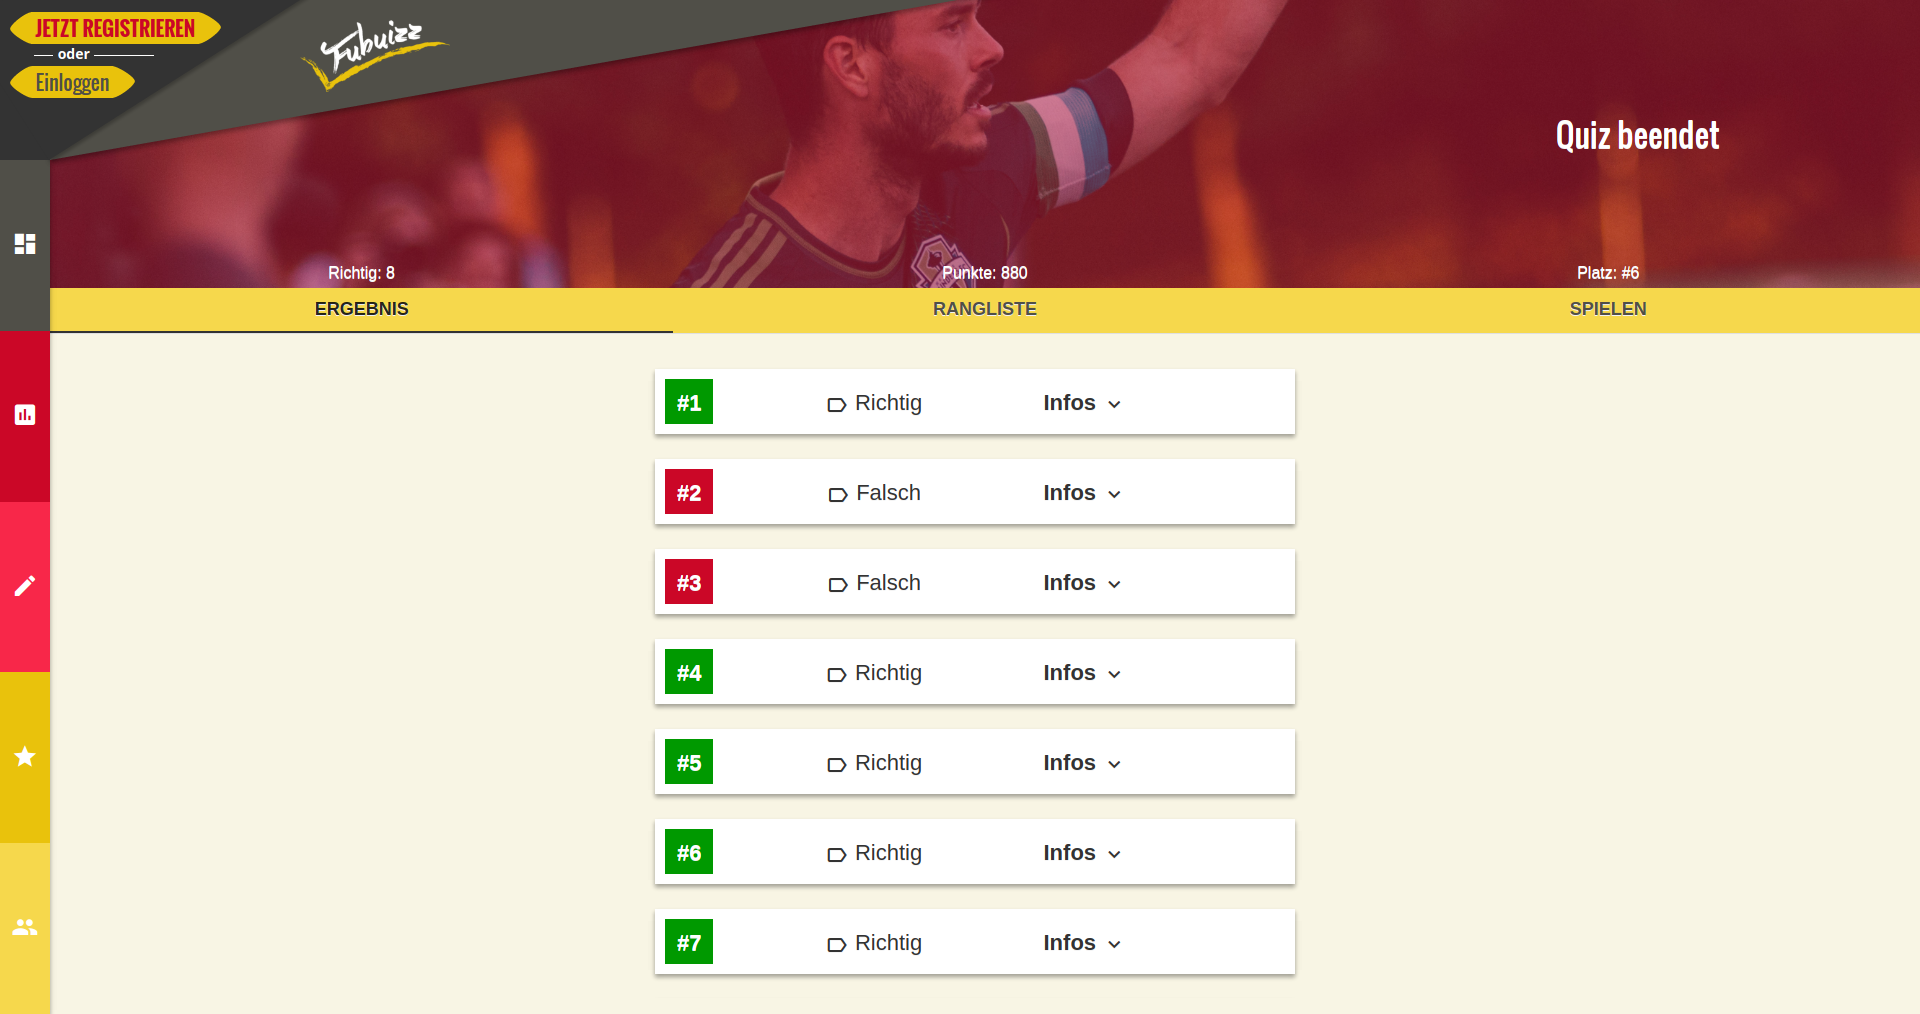 JETZT REGISTRIEREN
oder
Einloggen
Fubuizz
Quiz beendet
Richtig: 8
Punkte: 880
Platz: #6
ERGEBNIS
RANGLISTE
SPIELEN
#1 Richtig Infos
#2 Falsch Infos
#3 Falsch Infos
#4 Richtig Infos
#5 Richtig Infos
#6 Richtig Infos
#7 Richtig Infos